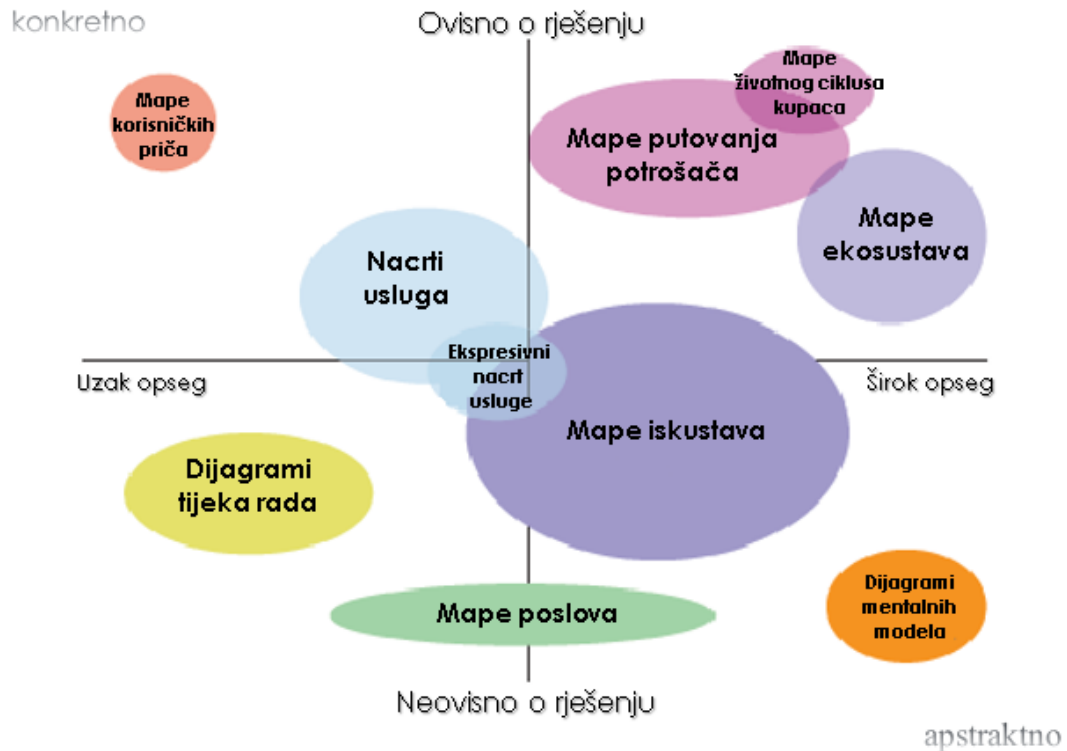 konkretno
Ovisno o rješenju
Mape
životnog ciklusa
kupaca
Mape
korisničkih
priča
Mape putovanja
potrošača
Mape
ekosustava
Nacrti
usluga
Ekspresivni
nacrt
usluge
Uzak opseg
Širok opseg
Mape iskustava
Dijagrami
tijeka rada
Dijagrami
mentalnih
modela
Mape poslova
Neovisno o rješenju
apstraktno